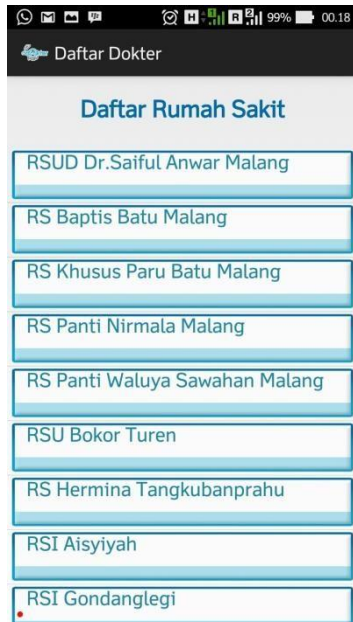 H 1 R 2 99% 00.18
Daftar Dokter
Daftar Rumah Sakit
RSUD Dr.Saiful Anwar Malang
RS Baptis Batu Malang
RS Khusus Paru Batu Malang
RS Panti Nirmala Malang
RS Panti Waluya Sawahan Malang
RSU Bokor Turen
RS Hermina Tangkubanprahu
RSI Aisyiyah
RSI Gondanglegi